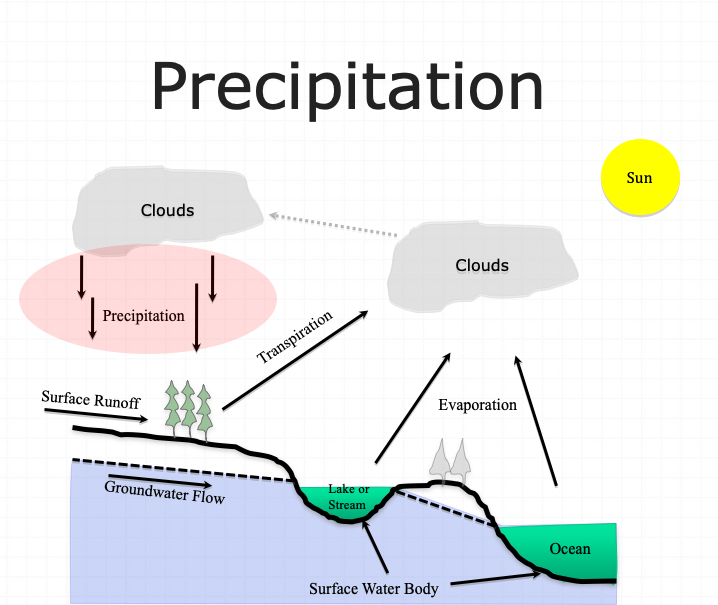 Precipitation
Sun
Clouds
Clouds
Precipitation
Transpiration
Surface Runoff
Evaporation
Groundwater Flow
Lake or
Stream
Ocean
Surface Water Body